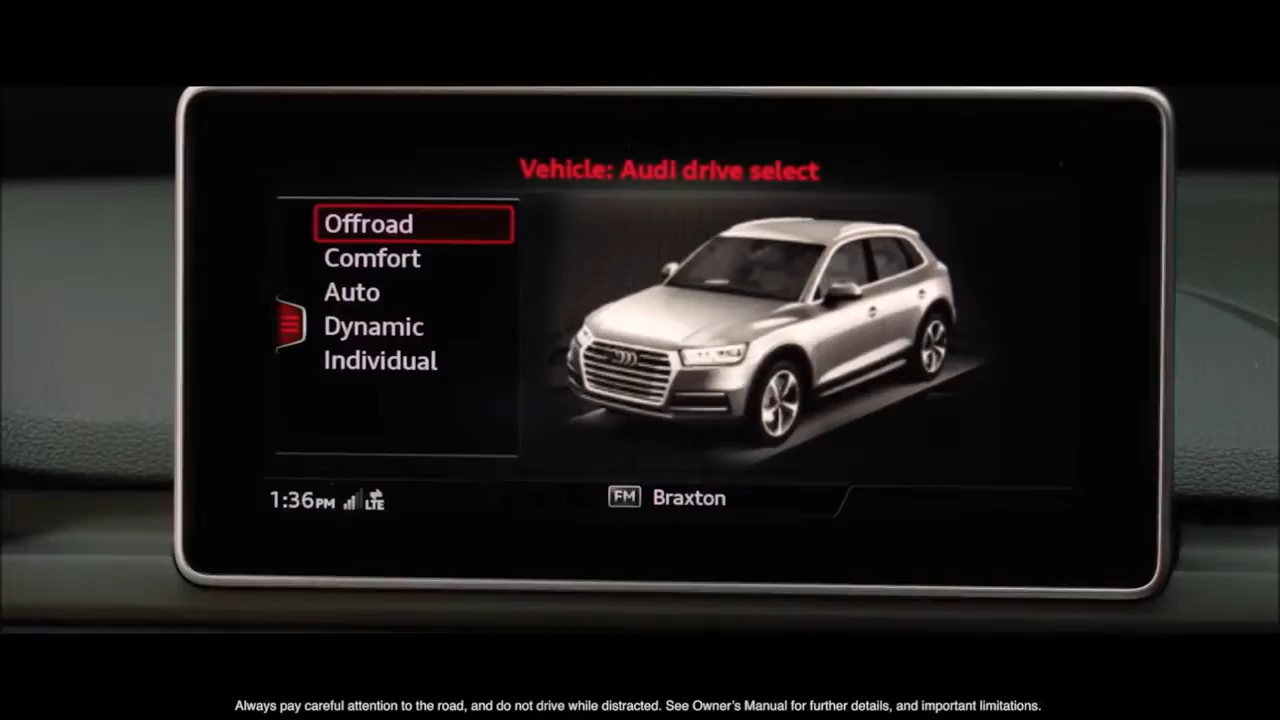 Vehicle: Audi drive select
Offroad
Comfort
Auto
Dynamic
Individual
1:36PM LTE
FM Braxton
Always pay careful attention to the road, and do not drive while distracted. See Owner's Manual for further details, and important limitations.